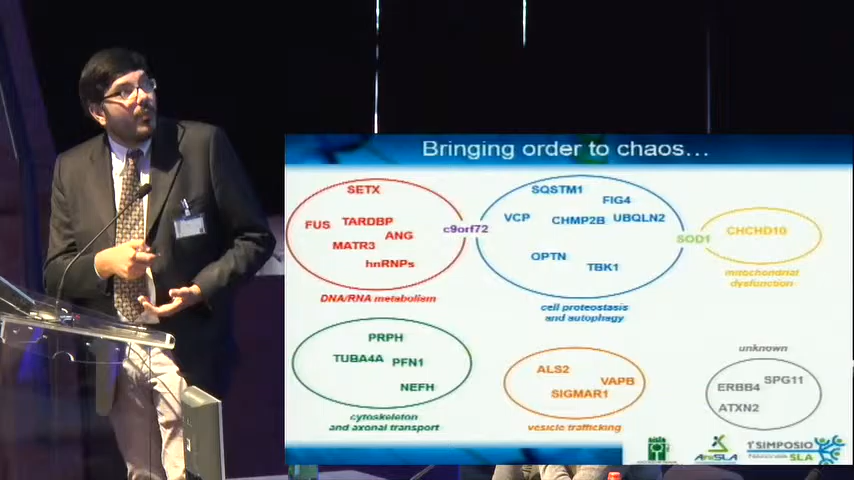 Bringing order to chaos...
SETX
FUS
TARDBP
ANG
MATR3
hnRNPs
DNA/RNA metabolism
c9orf72
SQSTM1
FIG4
VCP
CHMP2B
UBQLN2
OPTN
TBK1
cell proteostasis
and autophagy
SOD1
CHCHD10
mitochondrial
dysfunction
PRPH
TUBA4A
PFN1
NEFH
cytoskeleton
and axonal transport
ALS2
VAPB
SIGMAR1
vesicle trafficking
unknown
ERBB4
SPG11
ATXN2
1°SIMPOSIO
SLA